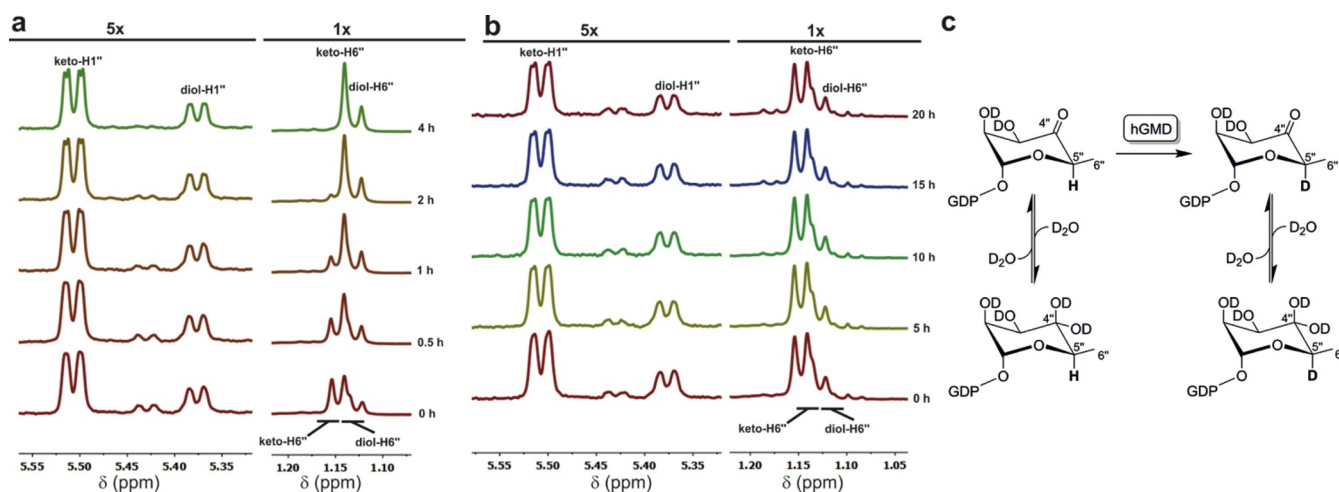 a
5x
1x
keto-H1"
diol-H1"
keto-H6"
diol-H6"
4 h
2 h
1 h
0.5 h
0 h
keto-H6"
diol-H6"
5.55 5.50 5.45 5.40 5.35
1.20 1.15 1.10
δ (ppm)
δ (ppm)
b
5x
1x
keto-H1"
diol-H1"
keto-H6"
diol-H6"
20 h
15 h
10 h
5 h
0 h
keto-H6"
diol-H6"
5.55 5.50 5.45 5.40 5.35
1.20 1.15 1.10 1.05
δ (ppm)
δ (ppm)
c
OD
DO
4"
O
5"
6"
O
H
O
GDP
hGMD
OD
DO
4"
O
5"
6"
O
D
O
GDP
D2O
D2O
D2O
D2O
OD
DO
OD
4"
OD
5"
6"
O
H
O
GDP
OD
DO
OD
4"
OD
5"
6"
O
D
O
GDP